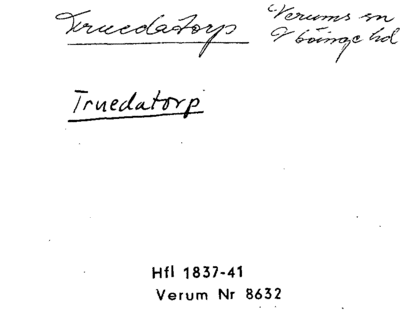 Truedatorp
Verums sn
V Göinge hd
Truedatorp
Hfl 1837-41
Verum Nr 8632